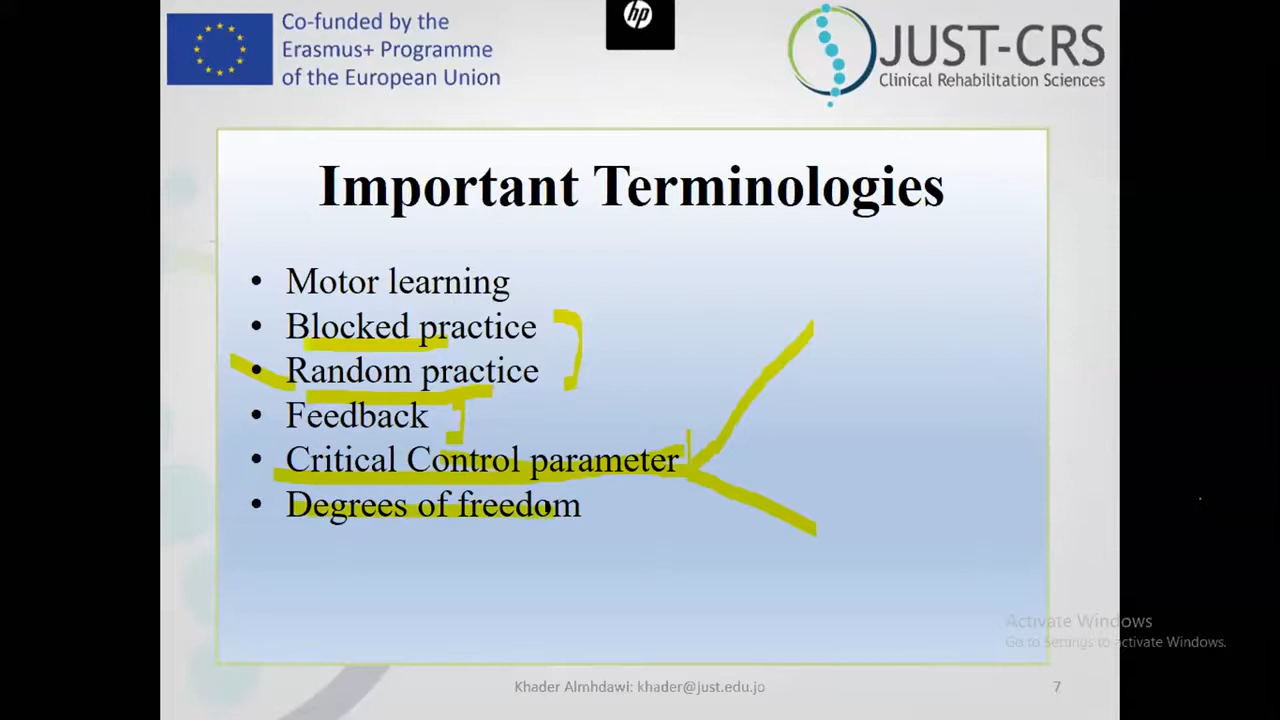 Co-funded by the
Erasmus+ Programme
of the European Union
hp
JUST-CRS
Clinical Rehabilitation Sciences
Important Terminologies
• Motor learning
• Blocked practice
• Random practice
• Feedback
• Critical Control parameter
• Degrees of freedom
Activate Windows
Go to Settings to activate Windows.
Khader Almhdawi: khader@just.edu.jo
7